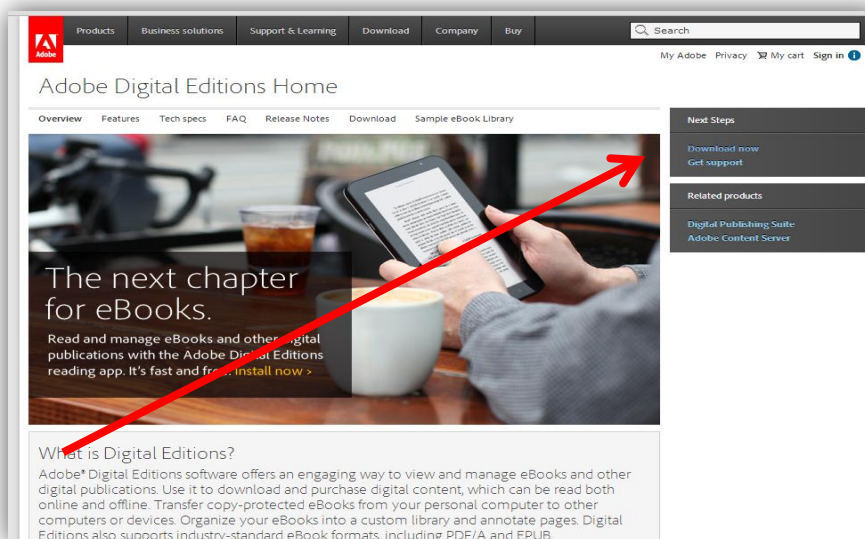 Products Business solutions Support & Learning Download Company Buy Search
Adobe
My Adobe Privacy My cart Sign in i
Adobe Digital Editions Home
Overview Features Tech specs FAQ Release Notes Download Sample eBook Library
Next Steps
Download now
Get support
Related products
Digital Publishing Suite
Adobe Content Server
The next chapter
for eBooks.
Read and manage eBooks and other digital
publications with the Adobe Digital Editions
reading app. It's fast and Install now >
What is Digital Editions?
Adobe® Digital Editions software offers an engaging way to view and manage eBooks and other
digital publications. Use it to download and purchase digital content, which can be read both
online and offline. Transfer copy-protected eBooks from your personal computer to other
computers or devices. Organize your eBooks into a custom library and annotate pages. Digital
Editions also supports industry-standard eBook formats, including PDF/A and EPUB.